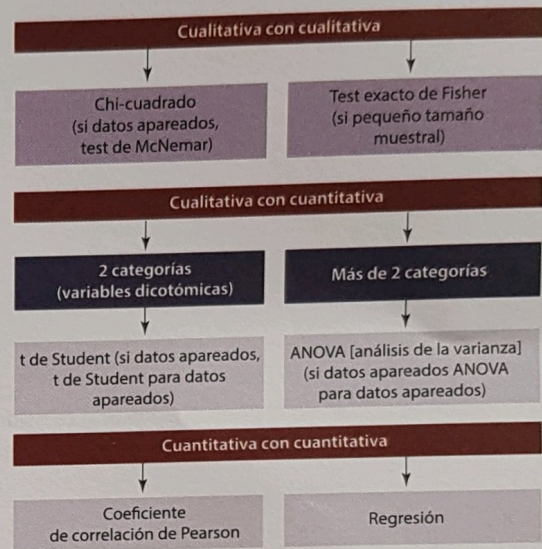 Cualitativa con cualitativa
Chi-cuadrado
(si datos apareados,
test de McNemar)
Test exacto de Fisher
(si pequeño tamaño
muestral)
Cualitativa con cuantitativa
2 categorías
(variables dicotómicas)
Más de 2 categorías
t de Student (si datos apareados,
t de Student para datos
apareados)
ANOVA [análisis de la varianza]
(si datos apareados ANOVA
para datos apareados)
Cuantitativa con cuantitativa
Coeficiente
de correlación de Pearson
Regresión